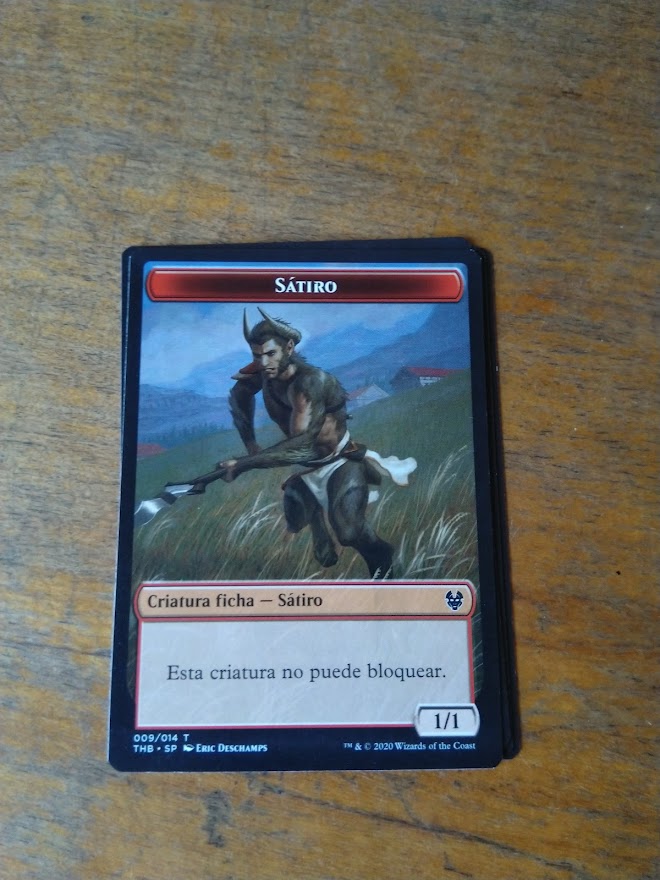 SÁTIRO
Criatura ficha — Sátiro
Esta criatura no puede bloquear.
1/1
009/014 T
THB • SP ERIC DESCHAMPS
™ & © 2020 Wizards of the Coast